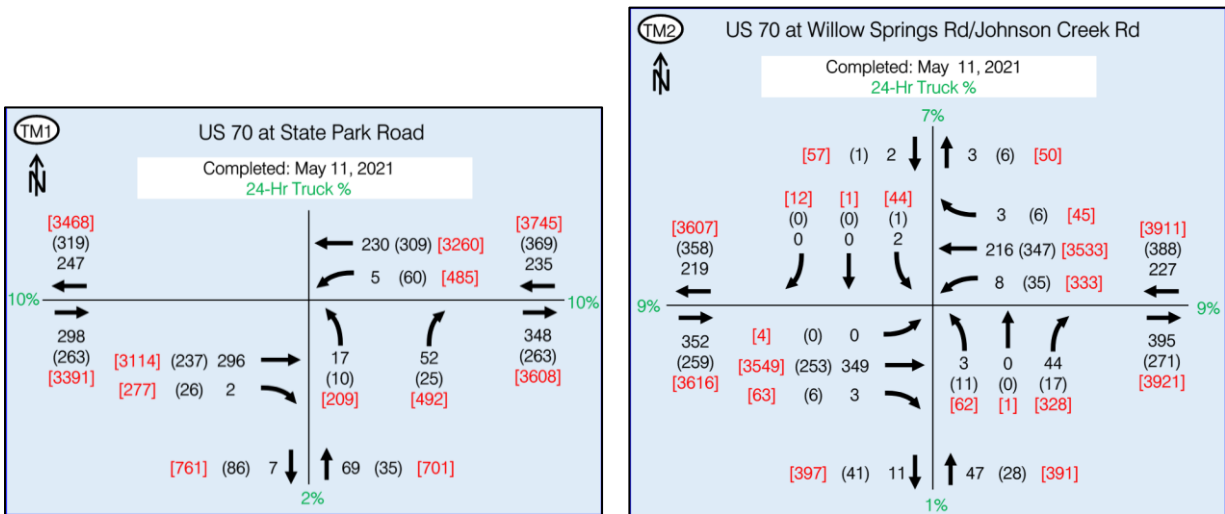 TM1
US 70 at State Park Road
N
Completed: May 11, 2021
24-Hr Truck %
[3468]
(319)
247
230 (309) [3260]
5 (60) [485]
[3745]
(369)
235
10%
10%
298
(263)
[3391]
[3114] (237) 296
[277] (26) 2
17
(10)
[209]
52
(25)
[492]
348
(263)
[3608]
[761] (86) 7
69 (35) [701]
2%
TM2
US 70 at Willow Springs Rd/Johnson Creek Rd
N
Completed: May 11, 2021
24-Hr Truck %
7%
[57] (1) 2
3 (6) [50]
[12] [1] [44]
(0) (0) (1)
0 0 2
3 (6) [45]
216 (347) [3533]
8 (35) [333]
[3607]
(358)
219
[3911]
(388)
227
9%
9%
352
(259)
[3616]
[4] (0) 0
[3549] (253) 349
[63] (6) 3
3 0 44
(11) (0) (17)
[62] [1] [328]
395
(271)
[3921]
[397] (41) 11
47 (28) [391]
1%